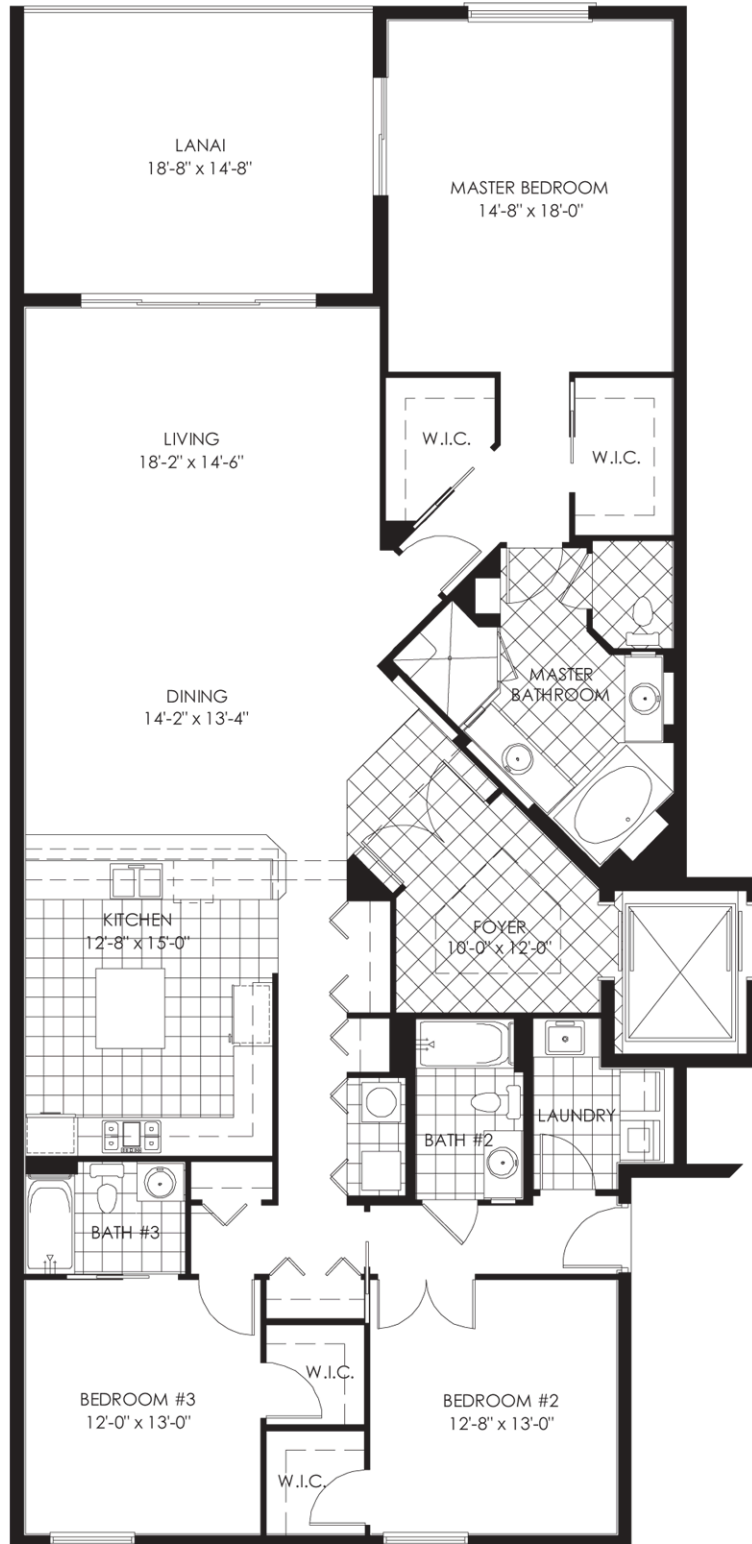 LANAI
18'-8" x 14'-8"
MASTER BEDROOM
14'-8" x 18'-0"
LIVING
18'-2" x 14'-6"
W.I.C.
W.I.C.
DINING
14'-2" x 13'-4"
MASTER
BATHROOM
KITCHEN
12'-8" x 15'-0"
FOYER
10'-0" x 12'-0"
BATH #2
LAUNDRY
BATH #3
W.I.C.
BEDROOM #3
12'-0" x 13'-0"
BEDROOM #2
12'-8" x 13'-0"
W.I.C.